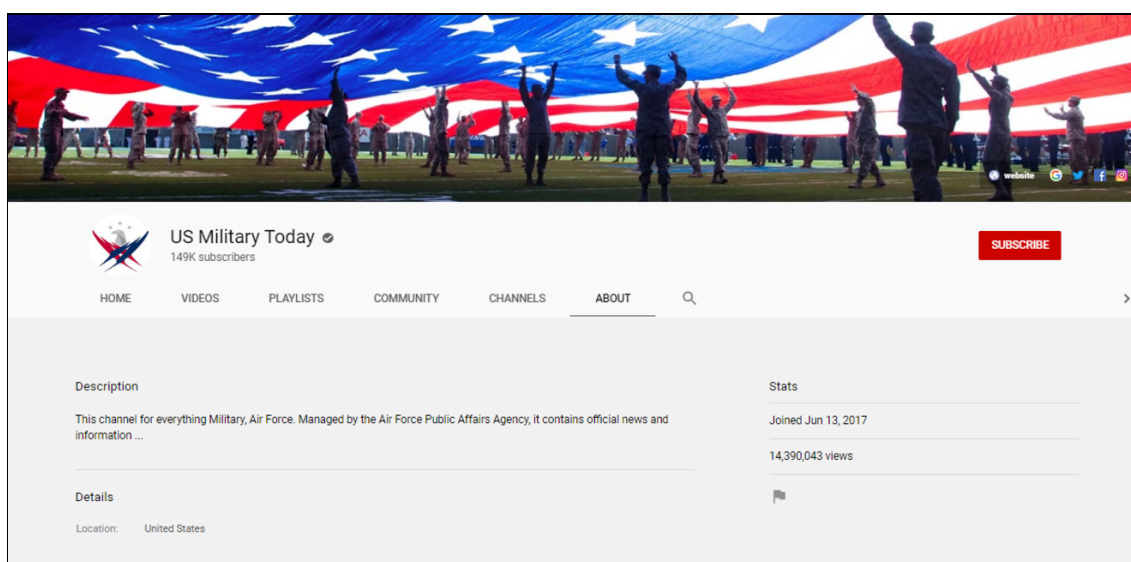 website
US Military Today
149K subscribers
SUBSCRIBE
HOME VIDEOS PLAYLISTS COMMUNITY CHANNELS ABOUT
Description
This channel for everything Military, Air Force. Managed by the Air Force Public Affairs Agency, it contains official news and
information ...
Stats
Joined Jun 13, 2017
14,390,043 views
Details
Location: United States